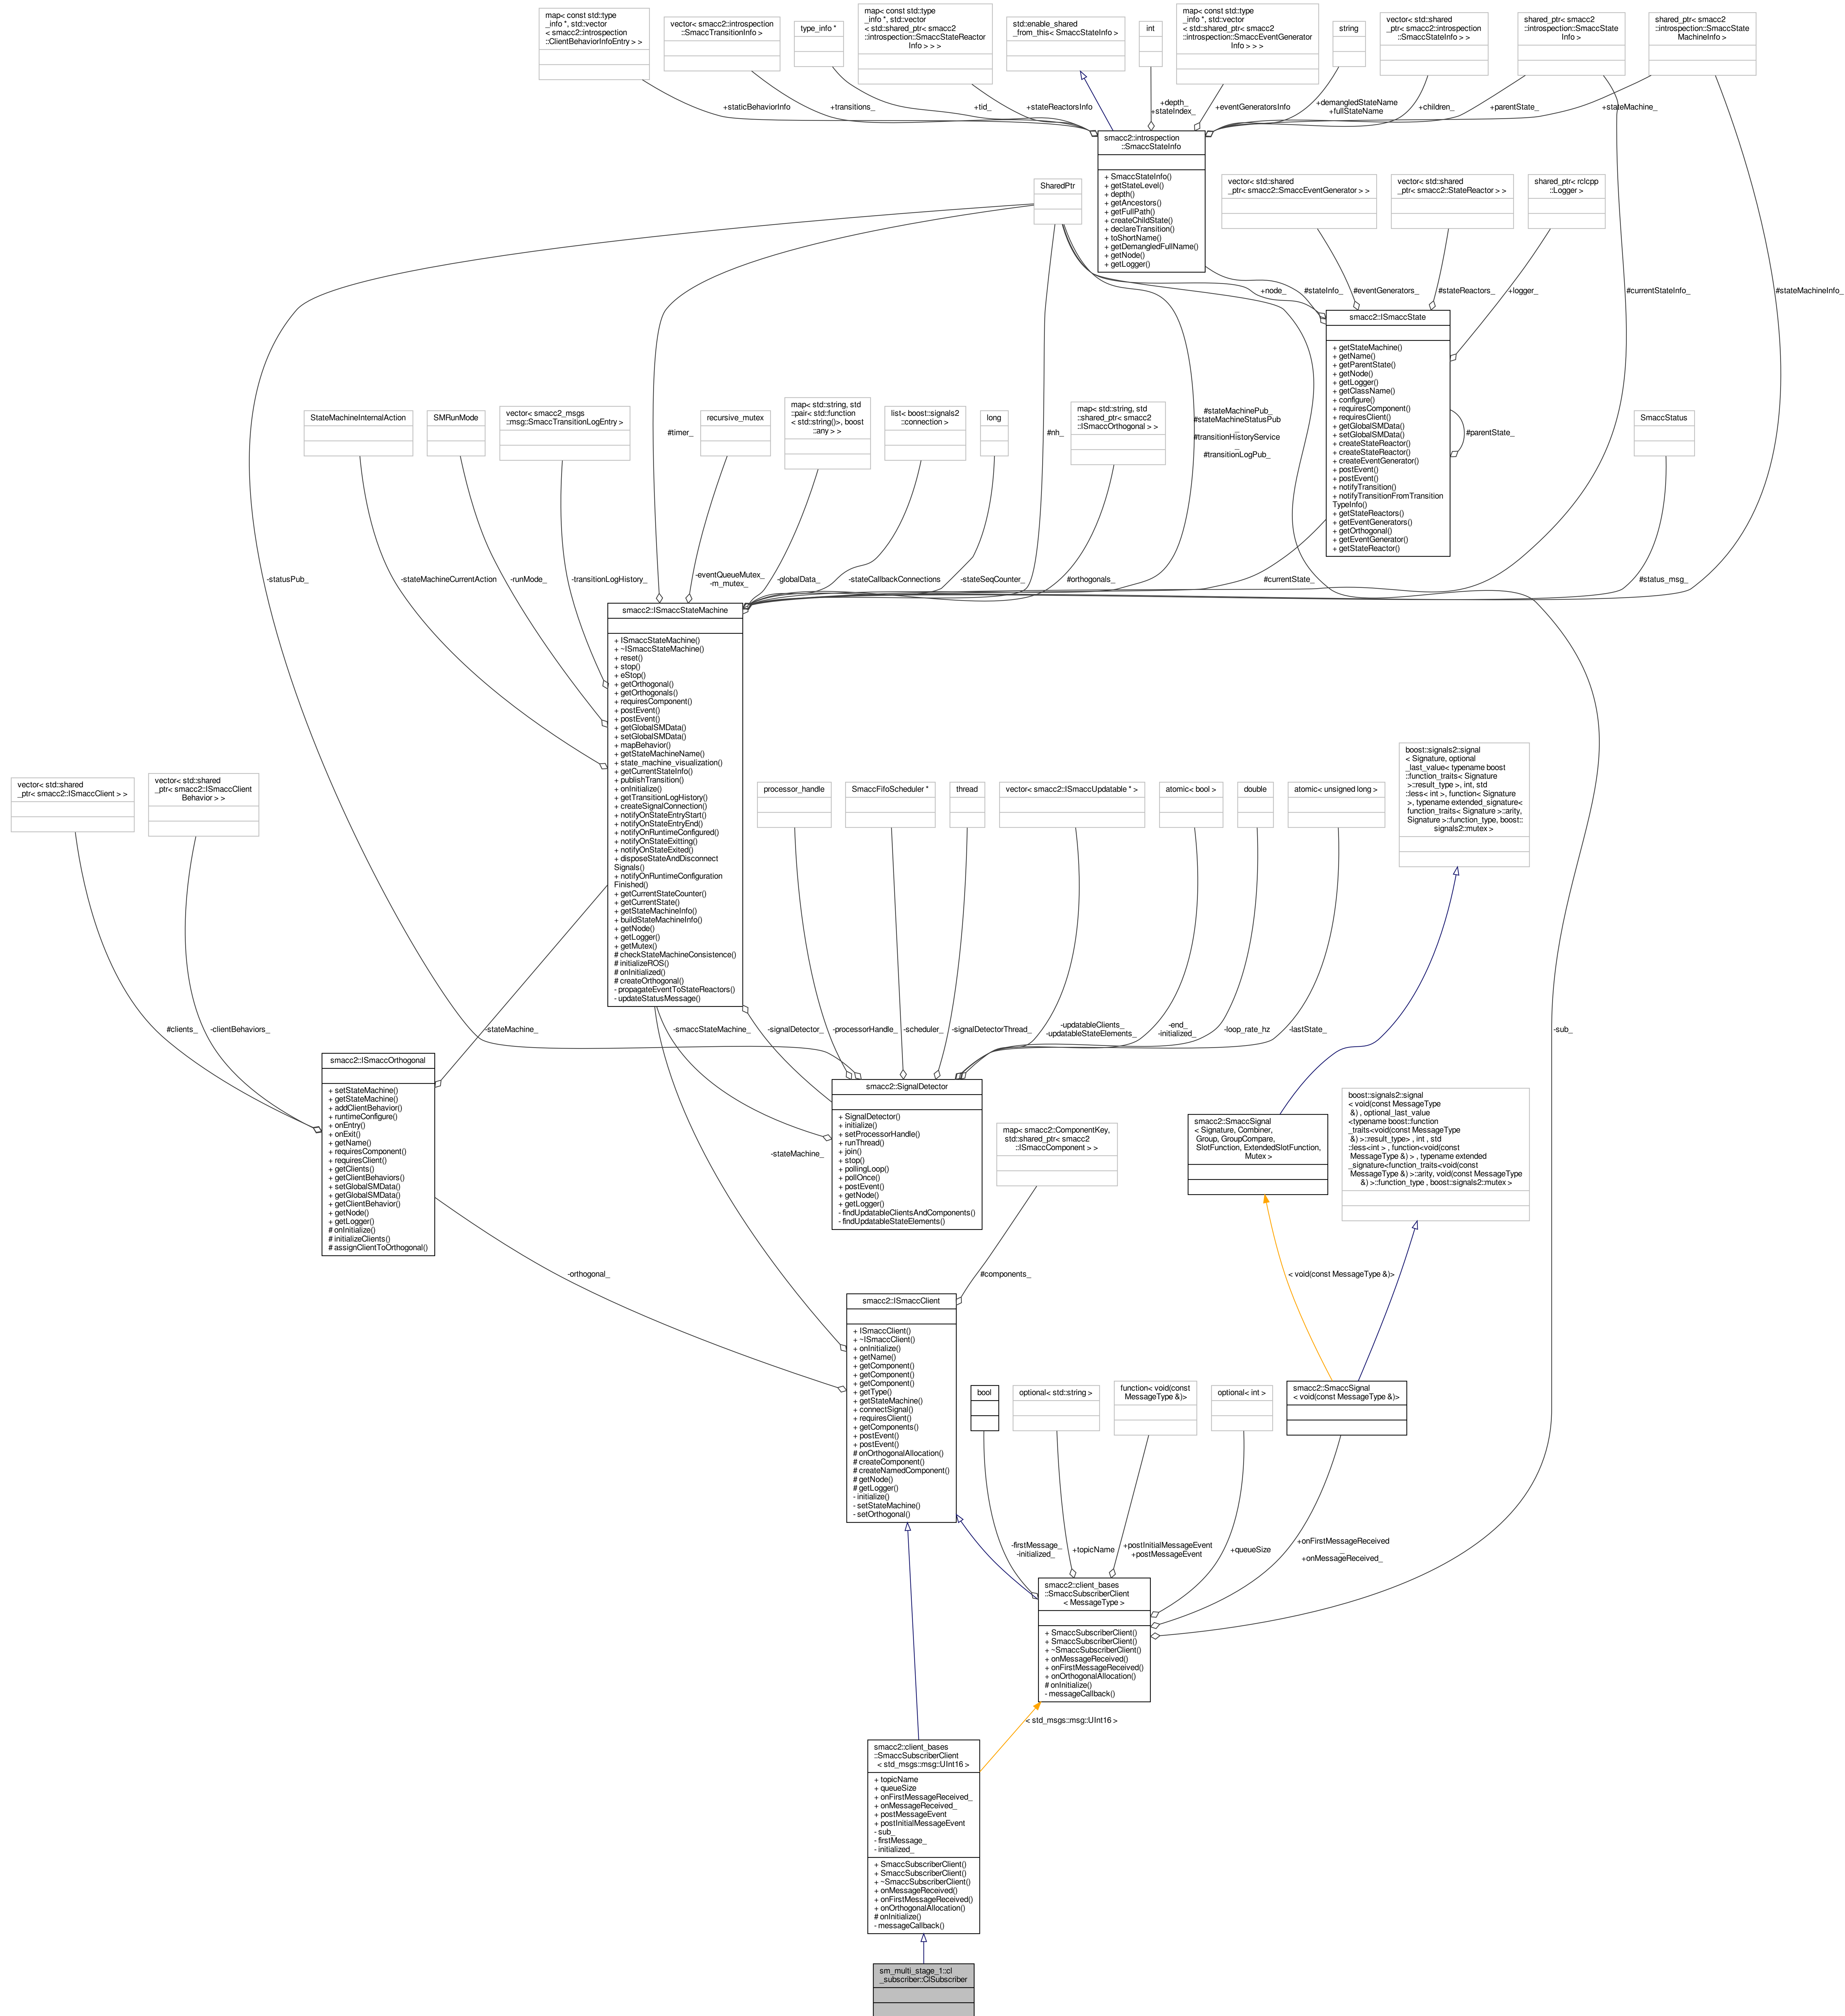 map< const std::type
_info *, std::vector
< smacc2::introspection
::ClientBehaviorInfoEntry > >
vector< smacc2::introspection
::SmaccTransitionInfo >
type_info *
map< const std::type
_info *, std::vector
< std::shared_ptr< smacc2
::introspection::SmaccStateReactor
Info > > >
std::enable_shared
_from_this< SmaccStateInfo >
int
map< const std::type
_info *, std::vector
< std::shared_ptr< smacc2
::introspection::SmaccEventGenerator
Info > > >
string
vector< std::shared
_ptr< smacc2::introspection
::SmaccStateInfo > >
shared_ptr< smacc2
::introspection::SmaccState
Info >
shared_ptr< smacc2
::introspection::SmaccState
MachineInfo >
+staticBehaviorInfo
+transitions_
+tid_
+stateReactorsInfo
+depth_
+stateIndex_
+eventGeneratorsInfo
+demangledStateName
+fullStateName
+children_
+parentState_
+stateMachine_
smacc2::introspection
::SmaccStateInfo
+ SmaccStateInfo()
+ getStateLevel()
+ depth()
+ getAncestors()
+ getFullPath()
+ createChildState()
+ declareTransition()
+ toShortName()
+ getDemangledFullName()
+ getNode()
+ getLogger()
SharedPtr
vector< std::shared
_ptr< smacc2::SmaccEventGenerator > >
vector< std::shared
_ptr< smacc2::StateReactor > >
shared_ptr< rclcpp
::Logger >
+node_
#stateInfo_
#eventGenerators_
#stateReactors_
+logger_
#currentStateInfo_
#stateMachineInfo_
smacc2::ISmaccState
+ getStateMachine()
+ getName()
+ getParentState()
+ getNode()
+ getLogger()
+ getClassName()
+ configure()
+ requiresComponent()
+ requiresClient()
+ getGlobalSMData()
+ setGlobalSMData()
+ createStateReactor()
+ createStateReactor()
+ createEventGenerator()
+ postEvent()
+ postEvent()
+ notifyTransition()
+ notifyTransitionFromTransition
TypeInfo()
+ getStateReactors()
+ getEventGenerators()
+ getOrthogonal()
+ getEventGenerator()
+ getStateReactor()
#parentState_
StateMachineInternalAction
SMRunMode
vector< smacc2_msgs
::msg::SmaccTransitionLogEntry >
#timer_
recursive_mutex
map< std::string, std
::pair< std::function
< std::string()>, boost
::any > >
list< boost::signals2
::connection >
long
#nh_
map< std::string, std
::shared_ptr< smacc2
::ISmaccOrthogonal > >
#stateMachinePub_
#stateMachineStatusPub
_
#transitionHistoryService
_
#transitionLogPub_
SmaccStatus
-statusPub_
-stateMachineCurrentAction
-runMode_
-transitionLogHistory_
-eventQueueMutex_
-m_mutex_
-globalData_
-stateCallbackConnections
-stateSeqCounter_
#orthogonals_
#currentState_
#status_msg_
smacc2::ISmaccStateMachine
+ ISmaccStateMachine()
+ ~ISmaccStateMachine()
+ reset()
+ stop()
+ eStop()
+ getOrthogonal()
+ getOrthogonals()
+ requiresComponent()
+ postEvent()
+ postEvent()
+ getGlobalSMData()
+ setGlobalSMData()
+ mapBehavior()
+ getStateMachineName()
+ state_machine_visualization()
+ getCurrentStateInfo()
+ publishTransition()
+ onInitialize()
+ getTransitionLogHistory()
+ createSignalConnection()
+ notifyOnStateEntryStart()
+ notifyOnStateEntryEnd()
+ notifyOnRuntimeConfigured()
+ notifyOnStateExitting()
+ notifyOnStateExited()
+ disposeStateAndDisconnect
Signals()
+ notifyOnRuntimeConfiguration
Finished()
+ getCurrentStateCounter()
+ getCurrentState()
+ getStateMachineInfo()
+ buildStateMachineInfo()
+ getNode()
+ getLogger()
+ getMutex()
# checkStateMachineConsistence()
# initializeROS()
# onInitialized()
# createOrthogonal()
- propagateEventToStateReactors()
- updateStatusMessage()
vector< std::shared
_ptr< smacc2::ISmaccClient > >
vector< std::shared
_ptr< smacc2::ISmaccClient
Behavior > >
processor_handle
SmaccFifoScheduler *
thread
vector< smacc2::ISmaccUpdatable * >
atomic< bool >
double
atomic< unsigned long >
boost::signals2::signal
< Signature, optional
_last_value< typename boost
::function_traits< Signature
>::result_type >, int, std
::less< int >, function< Signature
>, typename extended_signature<
function_traits< Signature >::arity,
Signature >::function_type, boost::
signals2::mutex >
#clients_
-clientBehaviors_
-stateMachine_
-smaccStateMachine_
-signalDetector_
-processorHandle_
-scheduler_
-signalDetectorThread_
-updatableClients_
-updatableStateElements_
-end_
-initialized_
-loop_rate_hz
-lastState_
-sub_
smacc2::ISmaccOrthogonal
+ setStateMachine()
+ getStateMachine()
+ addClientBehavior()
+ runtimeConfigure()
+ onEntry()
+ onExit()
+ getName()
+ requiresComponent()
+ requiresClient()
+ getClients()
+ getClientBehaviors()
+ setGlobalSMData()
+ getGlobalSMData()
+ getClientBehavior()
+ getNode()
+ getLogger()
# onInitialize()
# initializeClients()
# assignClientToOrthogonal()
smacc2::SignalDetector
+ SignalDetector()
+ initialize()
+ setProcessorHandle()
+ runThread()
+ join()
+ stop()
+ pollingLoop()
+ pollOnce()
+ postEvent()
+ getNode()
+ getLogger()
- findUpdatableClientsAndComponents()
- findUpdatableStateElements()
-stateMachine_
map< smacc2::ComponentKey,
std::shared_ptr< smacc2
::ISmaccComponent > >
smacc2::SmaccSignal
< Signature, Combiner,
Group, GroupCompare,
SlotFunction, ExtendedSlotFunction,
Mutex >
boost::signals2::signal
< void(const MessageType
&) , optional_last_value
<typename boost::function
_traits<void(const MessageType
&) >::result_type> , int , std
::less<int > , function<void(const
MessageType &) > , typename extended
_signature<function_traits<void(const
MessageType &) >::arity, void(const MessageType
&) >::function_type , boost::signals2::mutex >
-orthogonal_
#components_
< void(const MessageType &)>
smacc2::ISmaccClient
+ ISmaccClient()
+ ~ISmaccClient()
+ onInitialize()
+ getName()
+ getComponent()
+ getComponent()
+ getComponent()
+ getType()
+ getStateMachine()
+ connectSignal()
+ requiresClient()
+ getComponents()
+ postEvent()
+ postEvent()
# onOrthogonalAllocation()
# createComponent()
# createNamedComponent()
# getNode()
# getLogger()
- initialize()
- setStateMachine()
- setOrthogonal()
bool
optional< std::string >
function< void(const
MessageType &)>
optional< int >
smacc2::SmaccSignal
< void(const MessageType &)>
-firstMessage_
-initialized_
+topicName
+postInitialMessageEvent
+postMessageEvent
+queueSize
+onFirstMessageReceived
_
+onMessageReceived_
smacc2::client_bases
::SmaccSubscriberClient
< MessageType >
+ SmaccSubscriberClient()
+ SmaccSubscriberClient()
+ ~SmaccSubscriberClient()
+ onMessageReceived()
+ onFirstMessageReceived()
+ onOrthogonalAllocation()
# onInitialize()
- messageCallback()
< std_msgs::msg::UInt16 >
smacc2::client_bases
::SmaccSubscriberClient
< std_msgs::msg::UInt16 >
+ topicName
+ queueSize
+ onFirstMessageReceived_
+ onMessageReceived_
+ postMessageEvent
+ postInitialMessageEvent
- sub_
- firstMessage_
- initialized_
+ SmaccSubscriberClient()
+ SmaccSubscriberClient()
+ ~SmaccSubscriberClient()
+ onMessageReceived()
+ onFirstMessageReceived()
+ onOrthogonalAllocation()
# onInitialize()
- messageCallback()
sm_multi_stage_1::cl
_subscriber::ClSubscriber